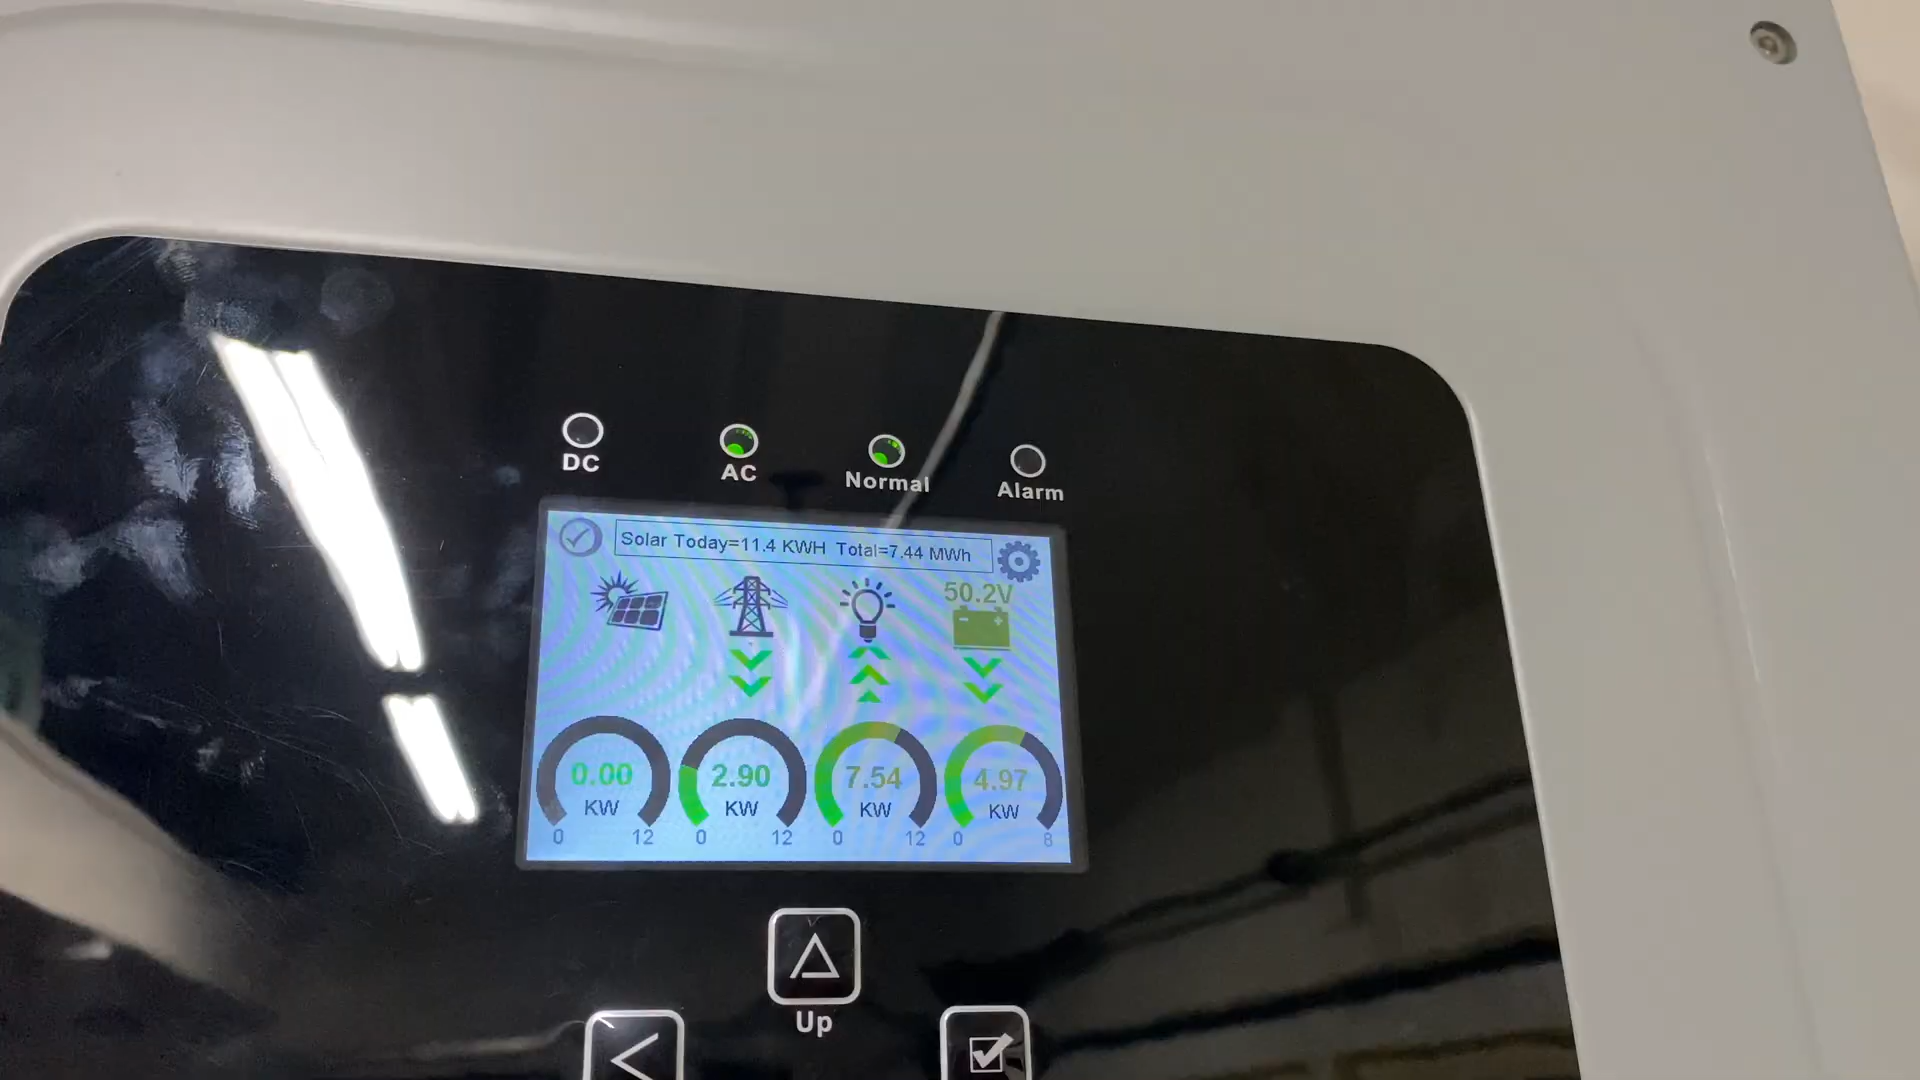 DC
AC
Normal
Alarm
Solar Today=11.4 KWH Total=7.44 MWh
50.2V
0.00
KW
0 12
2.90
KW
0 12
7.54
KW
0 12
4.97
KW
0 8
Up